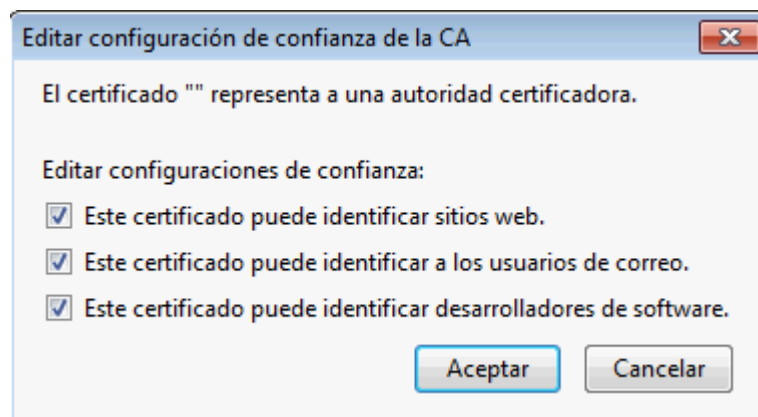 Editar configuración de confianza de la CA
El certificado "" representa a una autoridad certificadora.
Editar configuraciones de confianza:
Este certificado puede identificar sitios web.
Este certificado puede identificar a los usuarios de correo.
Este certificado puede identificar desarrolladores de software.
Aceptar Cancelar